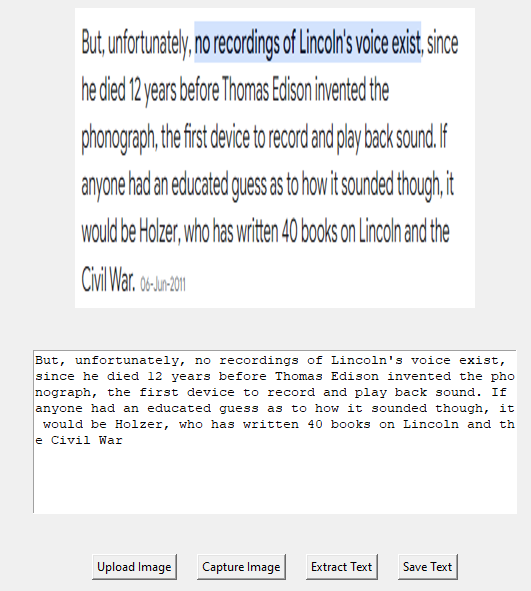 But, unfortunately, no recordings of Lincoln's voice exist, since
he died 12 years before Thomas Edison invented the
phonograph, the first device to record and play back sound. If
anyone had an educated guess as to how it sounded though, it
would be Holzer, who has written 40 books on Lincoln and the
Civil War. 06-Jun-2011
But, unfortunately, no recordings of Lincoln's voice exist,
since he died 12 years before Thomas Edison invented the pho
nograph, the first device to record and play back sound. If
anyone had an educated guess as to how it sounded though, it
would be Holzer, who has written 40 books on Lincoln and th
e Civil War
Upload Image Capture Image Extract Text Save Text